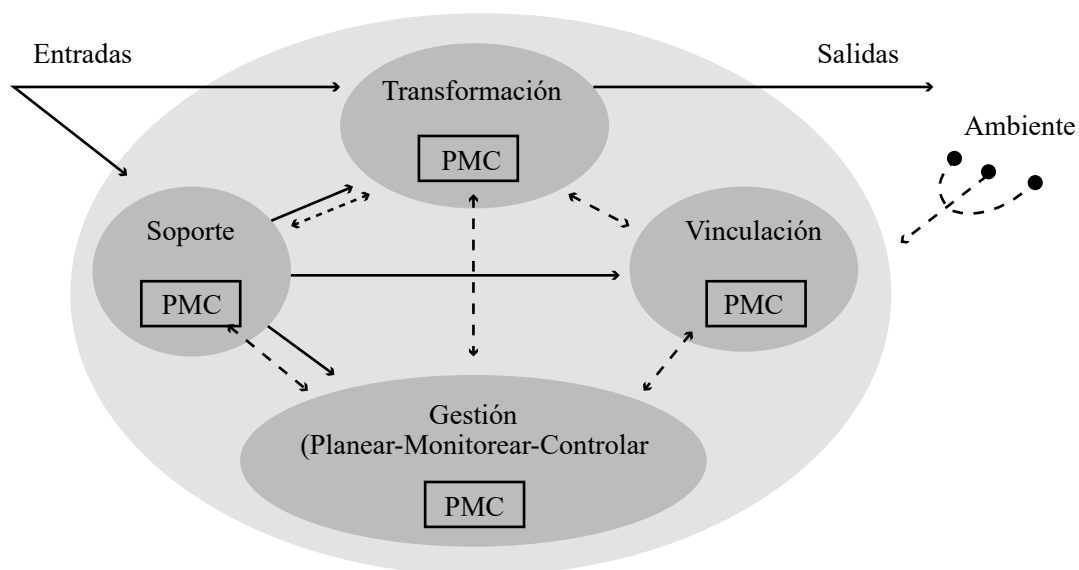 Entradas
Salidas
Transformación
PMC
Ambiente
Soporte
PMC
Vinculación
PMC
Gestión
(Planear-Monitorear-Controlar
PMC